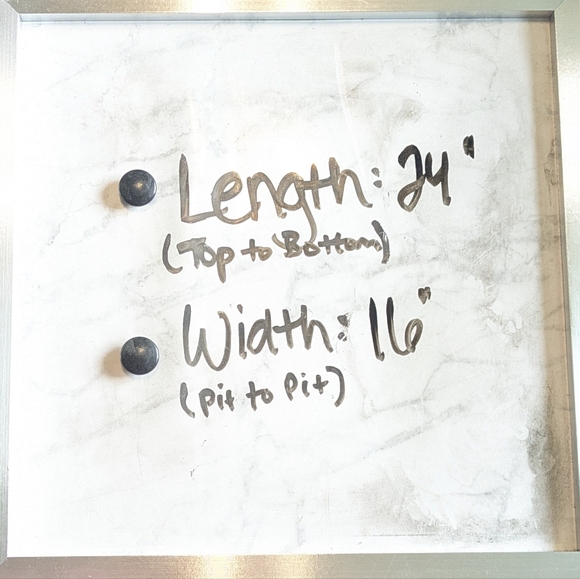 Length: 24"
(Top to Bottom)
Width: 16"
(Pit to Pit)